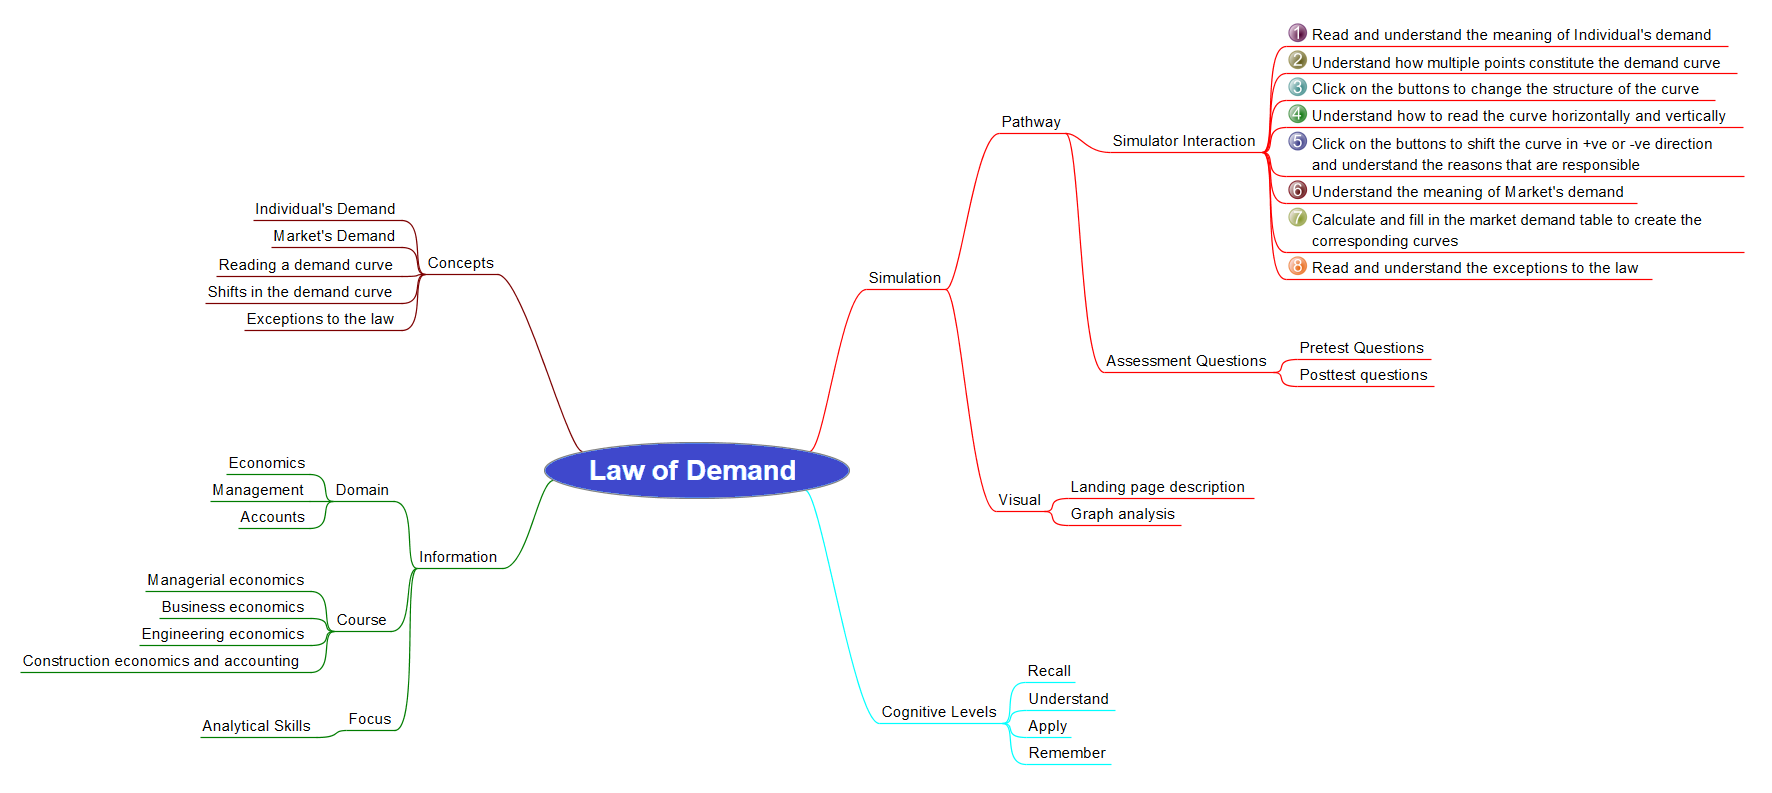 Law of Demand
Concepts
Individual's Demand
Market's Demand
Reading a demand curve
Shifts in the demand curve
Exceptions to the law
Information
Domain
Economics
Management
Accounts
Course
Managerial economics
Business economics
Engineering economics
Construction economics and accounting
Focus
Analytical Skills
Simulation
Pathway
Simulator Interaction
1 Read and understand the meaning of Individual's demand
2 Understand how multiple points constitute the demand curve
3 Click on the buttons to change the structure of the curve
4 Understand how to read the curve horizontally and vertically
5 Click on the buttons to shift the curve in +ve or -ve direction
and understand the reasons that are responsible
6 Understand the meaning of Market's demand
7 Calculate and fill in the market demand table to create the
corresponding curves
8 Read and understand the exceptions to the law
Assessment Questions
Pretest Questions
Posttest questions
Visual
Landing page description
Graph analysis
Cognitive Levels
Recall
Understand
Apply
Remember